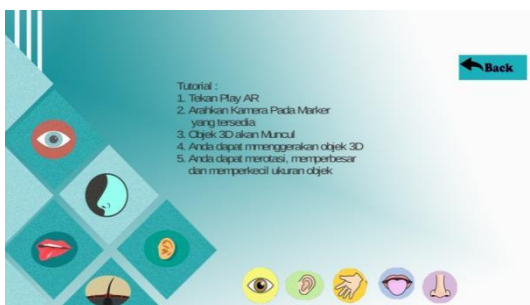 Back
Tutorial :
1. Tekan Play AR
2. Arahkan Kamera Pada Marker
yang tersedia
3. Objek 3D akan Muncul
4. Anda dapat mmenggerakan objek 3D
5. Anda dapat merotasi, memperbesar
dan memperkecil ukuran objek